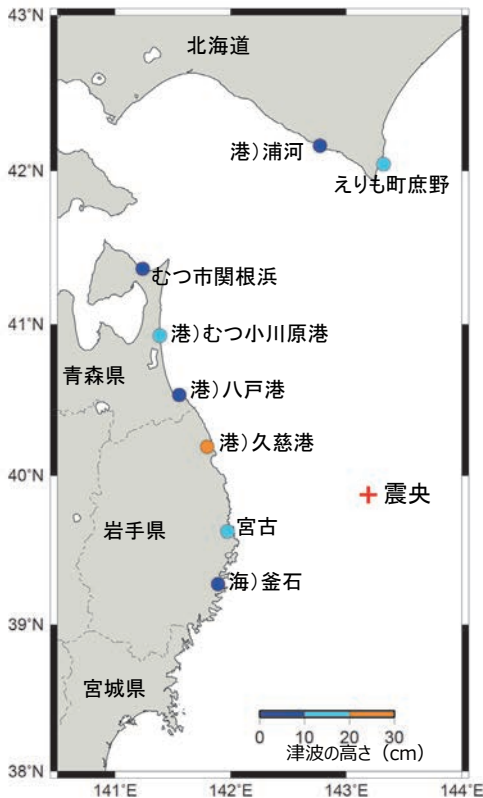 43°N
北海道
港）浦河
42°N
えりも町庶野
むつ市関根浜
41°N
港）むつ小川原港
青森県
港）八戸港
港）久慈港
40°N
震央
宮古
岩手県
海）釜石
39°N
宮城県
0 10 20 30
津波の高さ（cm）
38°N
141°E 142°E 143°E 144°E